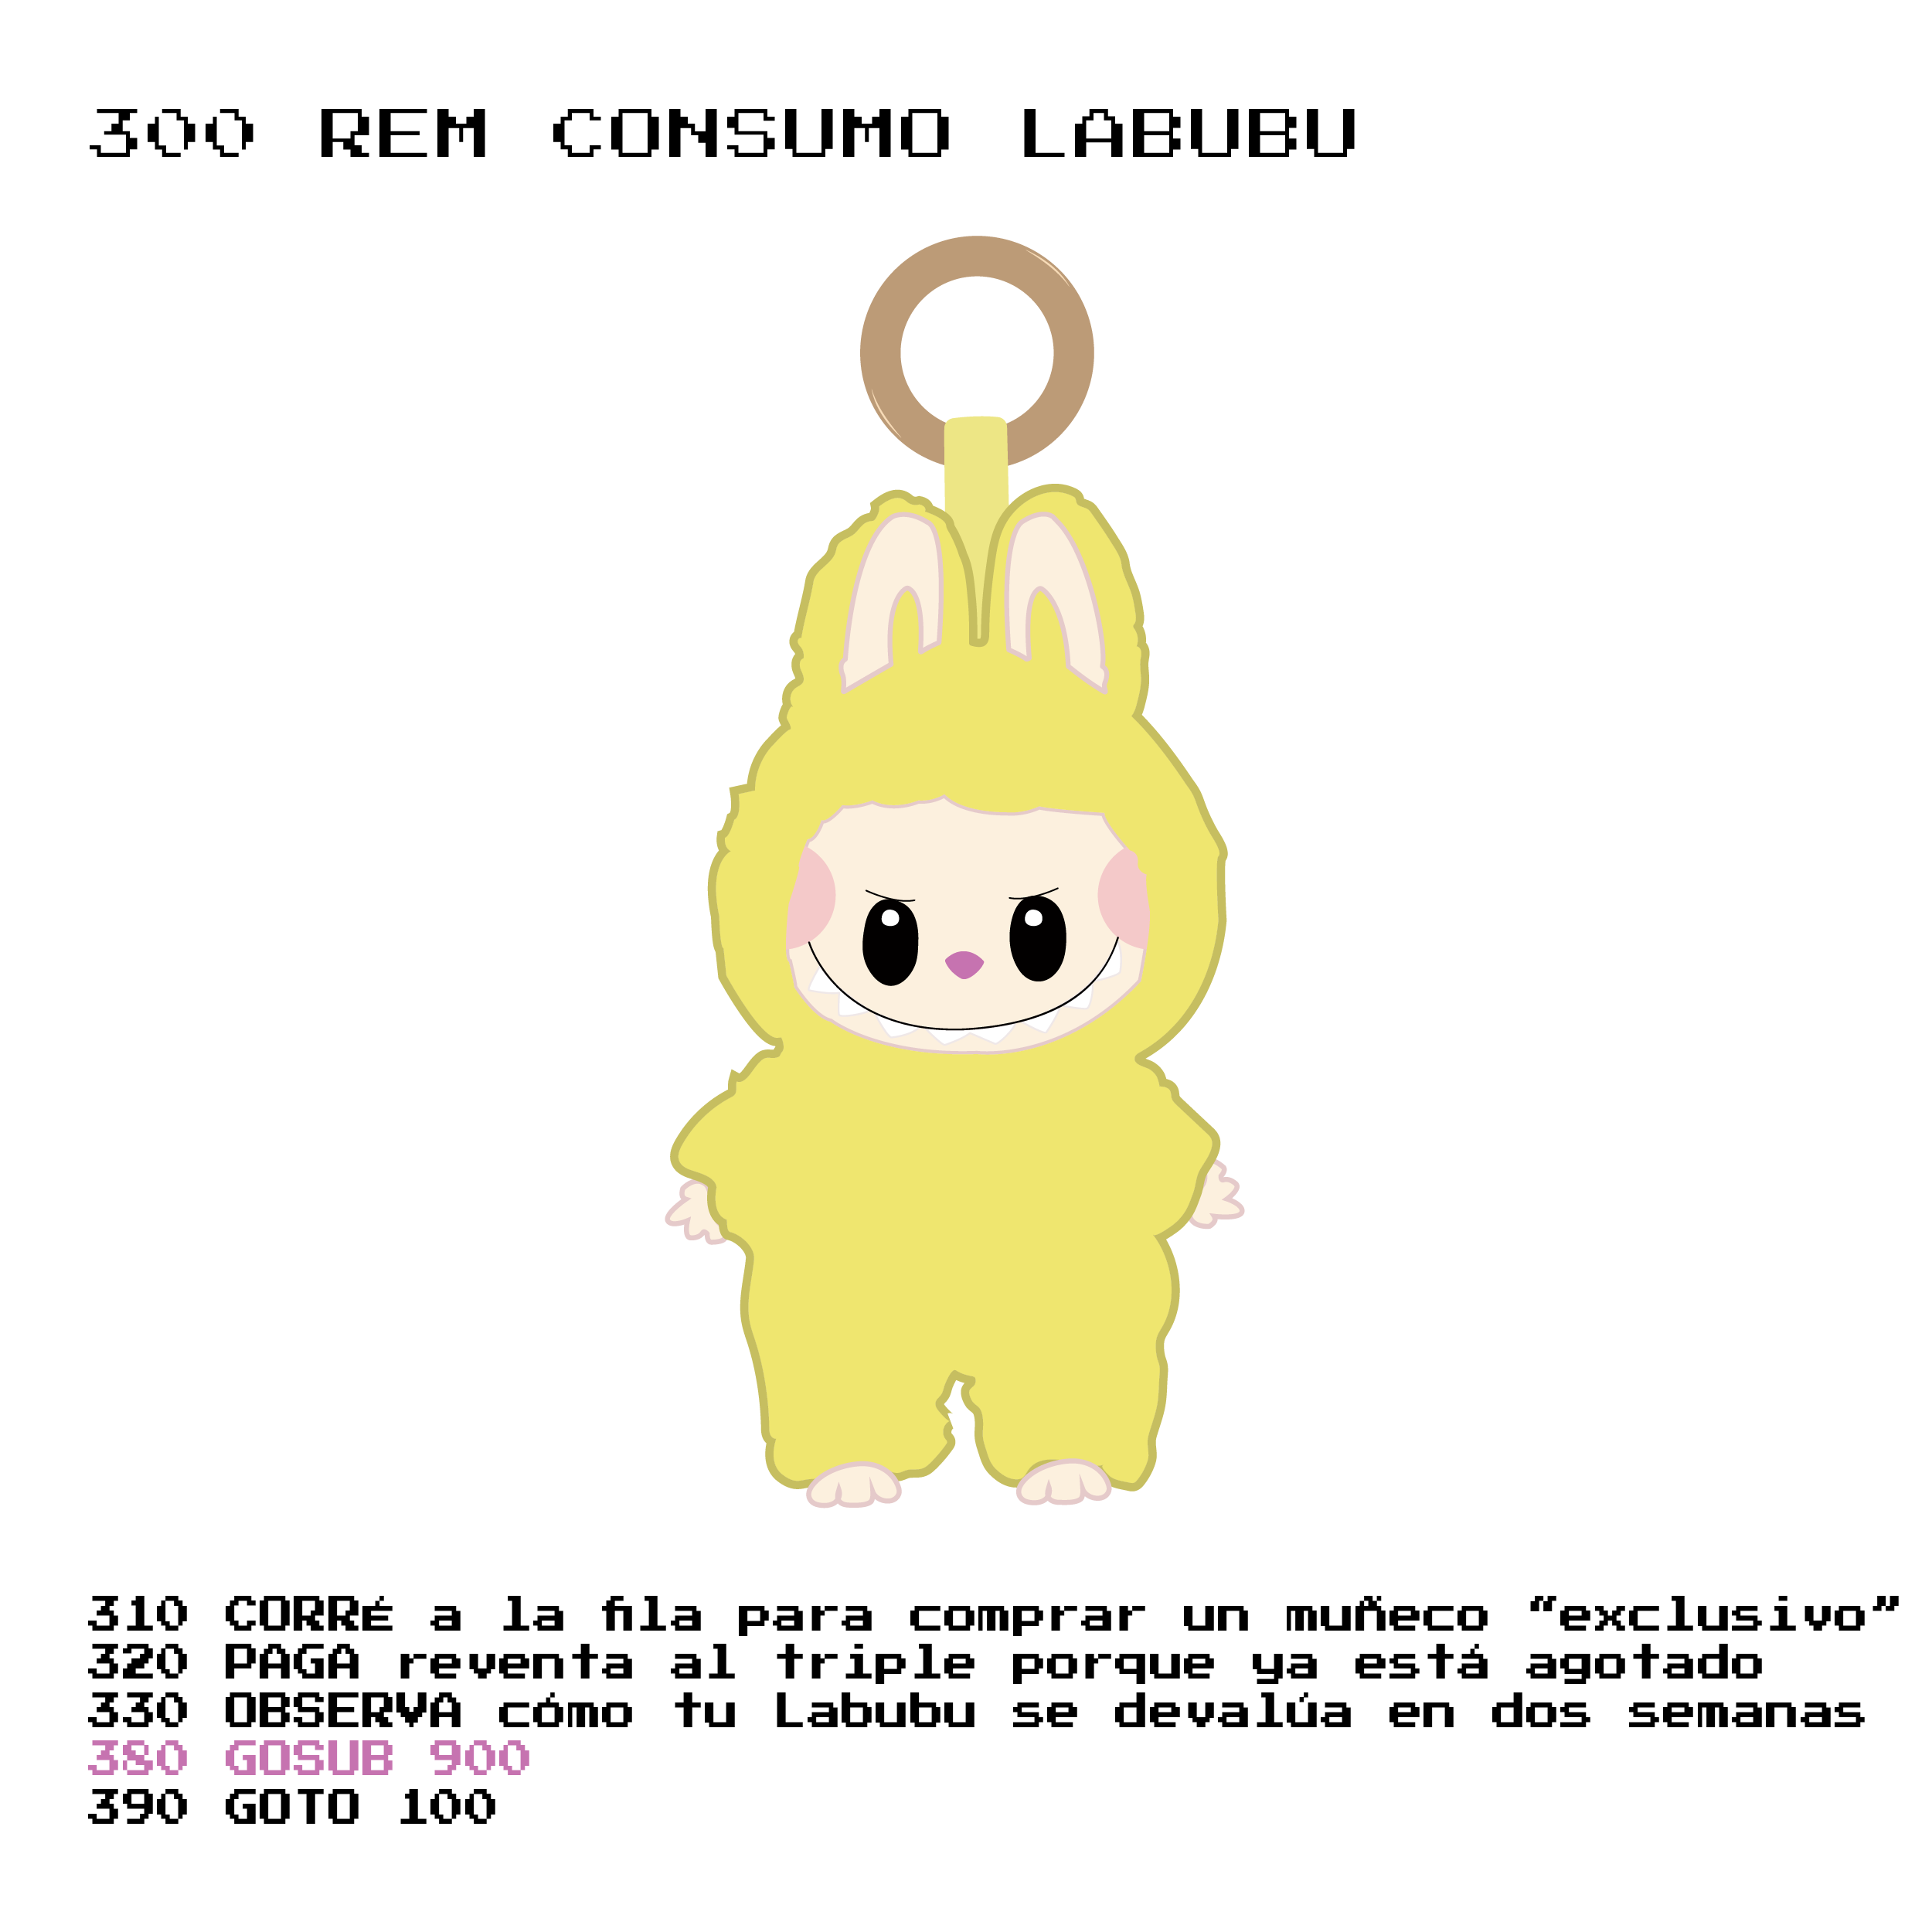 300 REM CONSUMO LABUBU
310 CORRÉ a la fila para comprar un muñeco “exclusivo”
320 PAGA reventa al triple porque ya está agotado
330 OBSERVA cómo tu Labubu se devalúa en dos semanas
340 GOSUB 900
390 GOTO 100